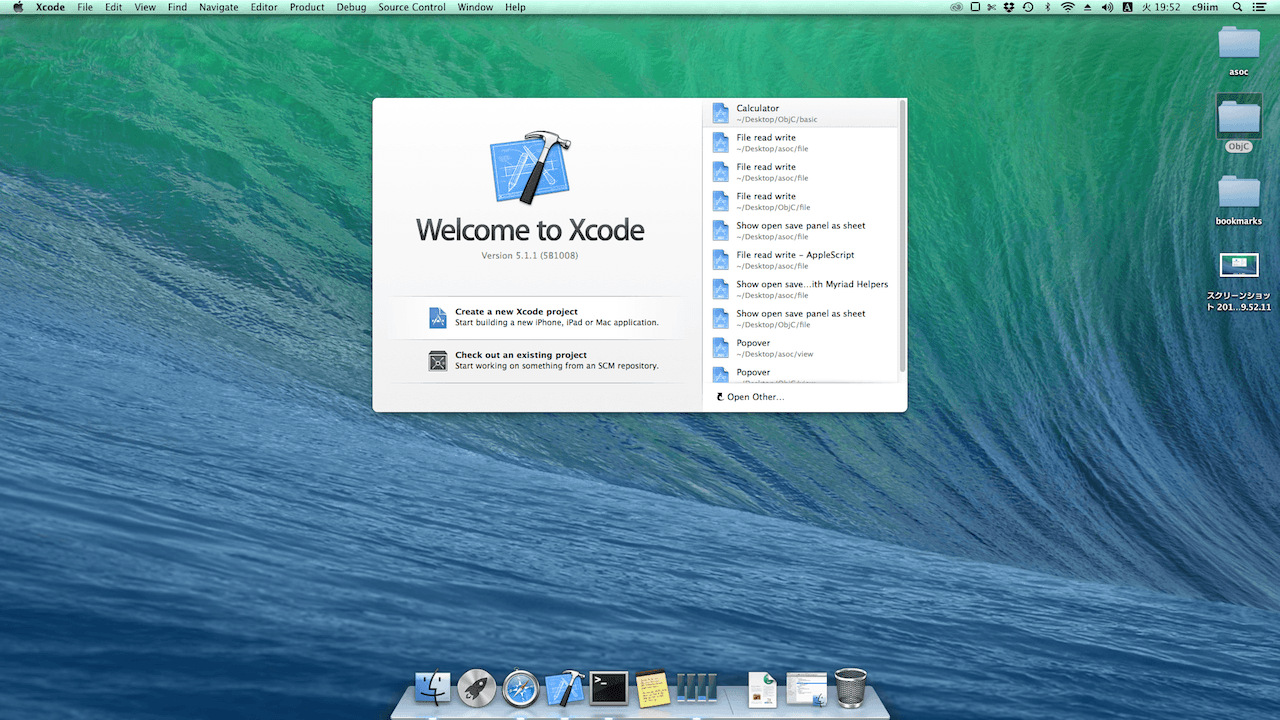 Xcode File Edit View Find Navigate Editor Product Debug Source Control Window Help
A 火 19:52 c9iim
Welcome to Xcode
Version 5.1.1 (5B1008)
Create a new Xcode project
Start building a new iPhone, iPad or Mac application.
Check out an existing project
Start working on something from an SCM repository.
Calculator
~/Desktop/ObjC/basic
File read write
~/Desktop/asoc/file
File read write
~/Desktop/asoc/file
File read write
~/Desktop/ObjC/file
Show open save panel as sheet
~/Desktop/asoc/file
File read write - AppleScript
~/Desktop/asoc/file
Show open save...ith Myriad Helpers
~/Desktop/asoc/file
Show open save panel as sheet
~/Desktop/ObjC/file
Popover
~/Desktop/asoc/view
Popover
Open Other...
asoc
ObjC
bookmarks
スクリーンショッ
ト 201...9.52.11